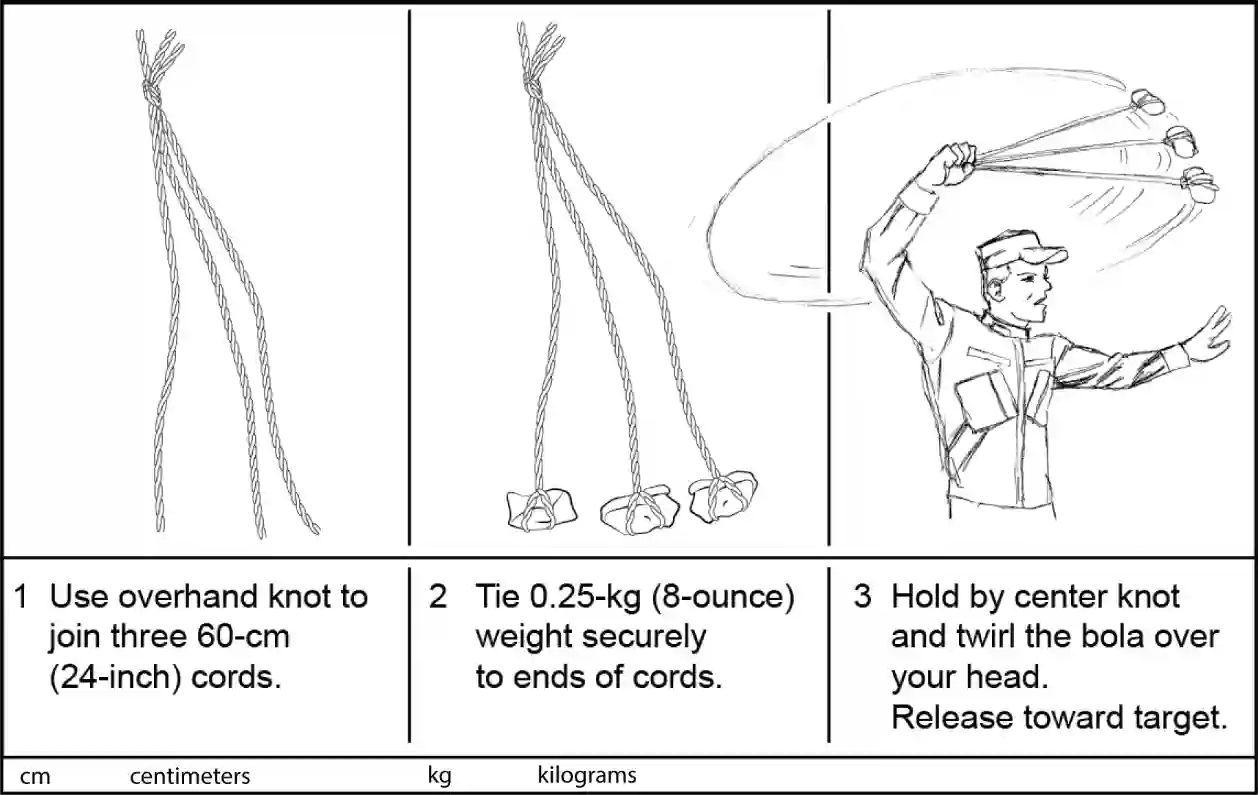 1 Use overhand knot to
join three 60-cm
(24-inch) cords.
2 Tie 0.25-kg (8-ounce)
weight securely
to ends of cords.
3 Hold by center knot
and twirl the bola over
your head.
Release toward target.
cm centimeters kg kilograms